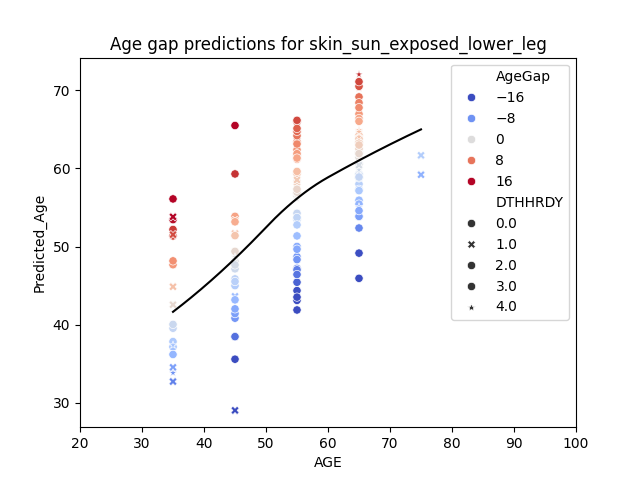 Age gap predictions for skin_sun_exposed_lower_leg
Predicted_Age
70
60
50
40
30
20 30 40 50 60 70 80 90 100
AGE
AgeGap
−16
−8
0
8
16
DTHHRDY
0.0
1.0
2.0
3.0
4.0